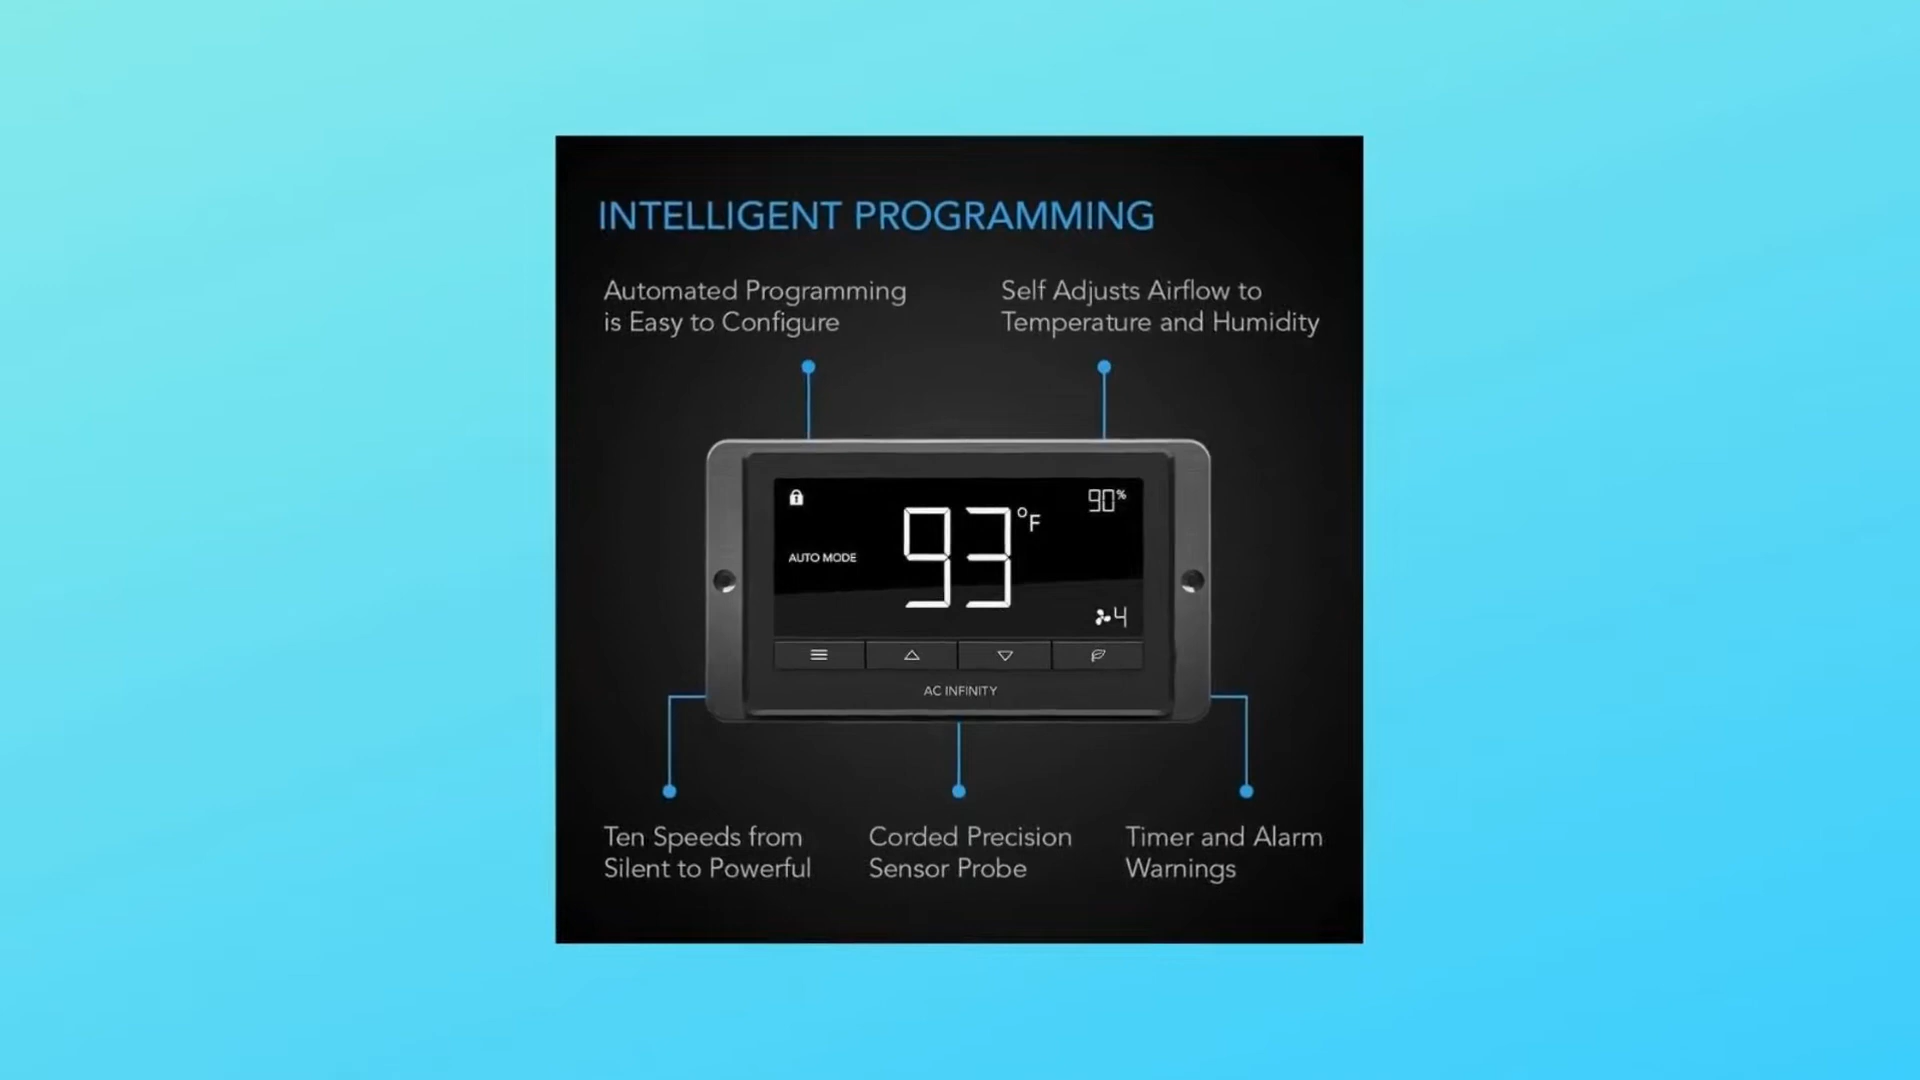 INTELLIGENT PROGRAMMING
Automated Programming
is Easy to Configure
Self Adjusts Airflow to
Temperature and Humidity
90%
93°F
AUTO MODE
4
AC INFINITY
Ten Speeds from
Silent to Powerful
Corded Precision
Sensor Probe
Timer and Alarm
Warnings